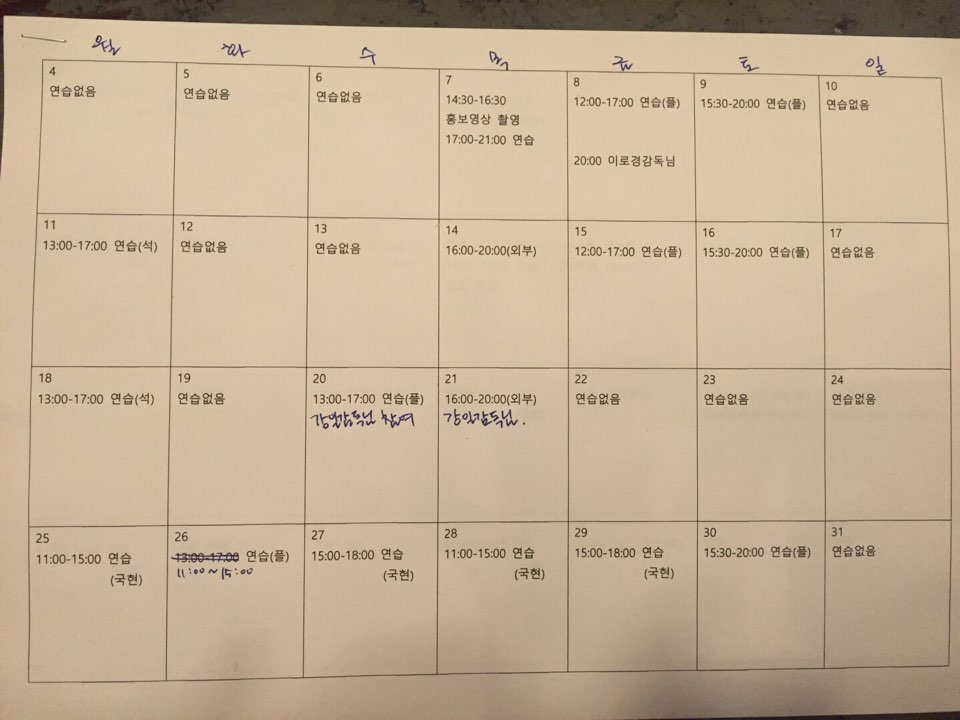 월 화 수 목 금 토 일
4
연습없음
5
연습없음
6
연습없음
7
14:30-16:30
홍보영상 촬영
17:00-21:00 연습
8
12:00-17:00 연습(플)
20:00 이로경감독님
9
15:30-20:00 연습(플)
10
연습없음
11
13:00-17:00 연습(석)
12
연습없음
13
연습없음
14
16:00-20:00(외부)
15
12:00-17:00 연습(플)
16
15:30-20:00 연습(플)
17
연습없음
18
13:00-17:00 연습(석)
19
연습없음
20
13:00-17:00 연습(플)
강일감독님 참여
21
16:00-20:00(외부)
강일감독님.
22
연습없음
23
연습없음
24
연습없음
25
11:00-15:00 연습
(국현)
26
13:00-17:00 연습(플)
11:00~15:00
27
15:00-18:00 연습
(국현)
28
11:00-15:00 연습
(국현)
29
15:00-18:00 연습
(국현)
30
15:30-20:00 연습(플)
31
연습없음